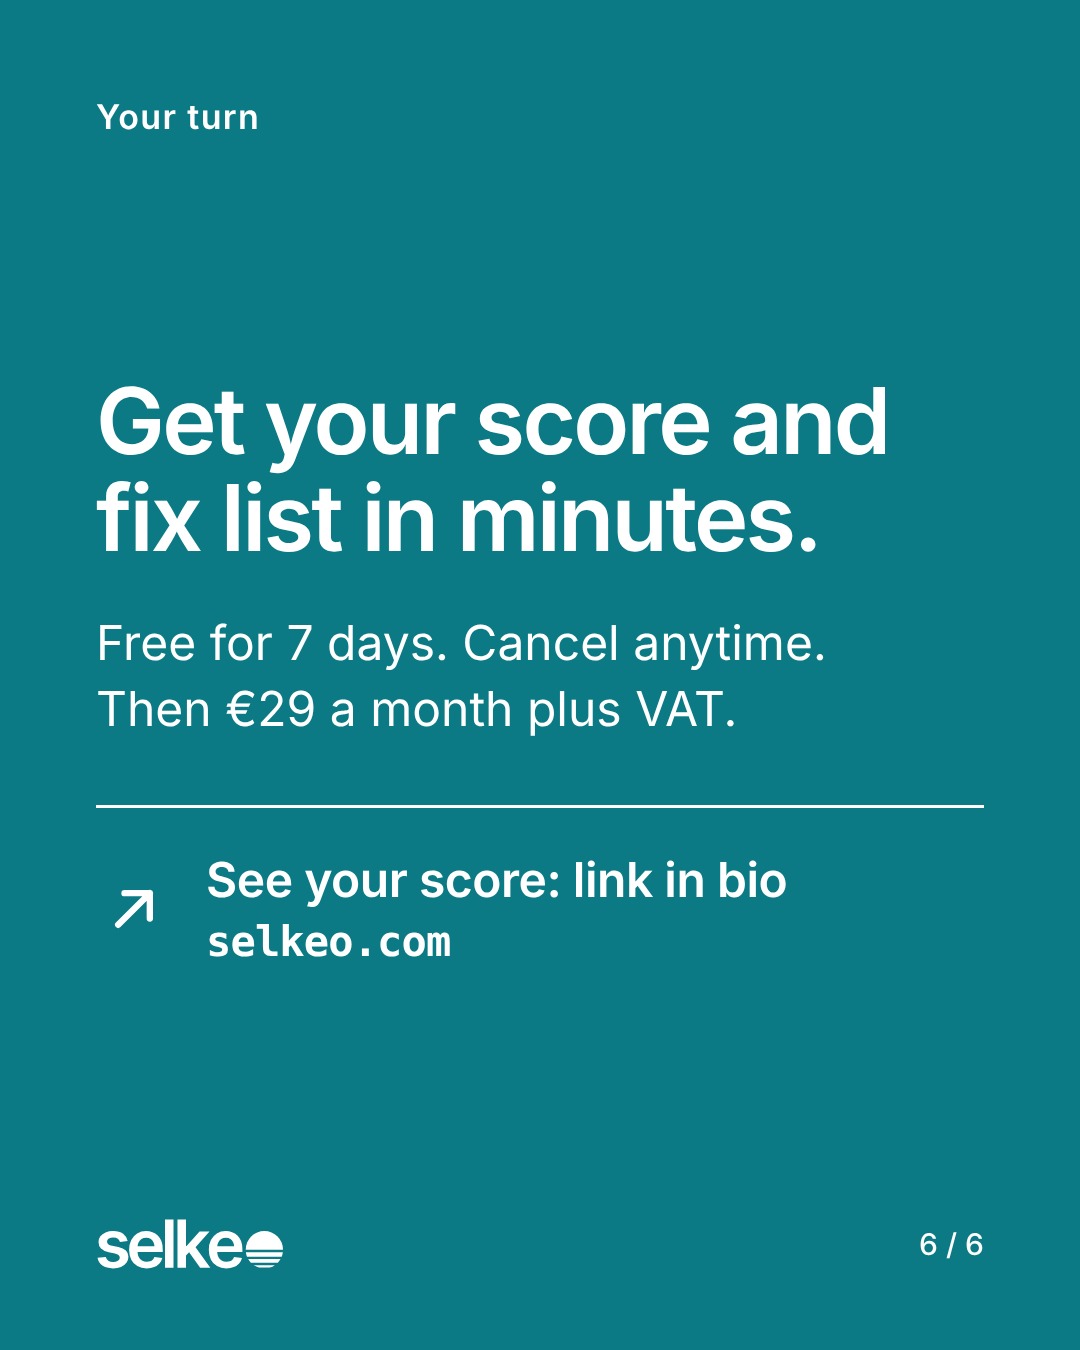 Your turn
Get your score and
fix list in minutes.
Free for 7 days. Cancel anytime.
Then €29 a month plus VAT.
See your score: link in bio
selkeo.com
selkeo
6 / 6